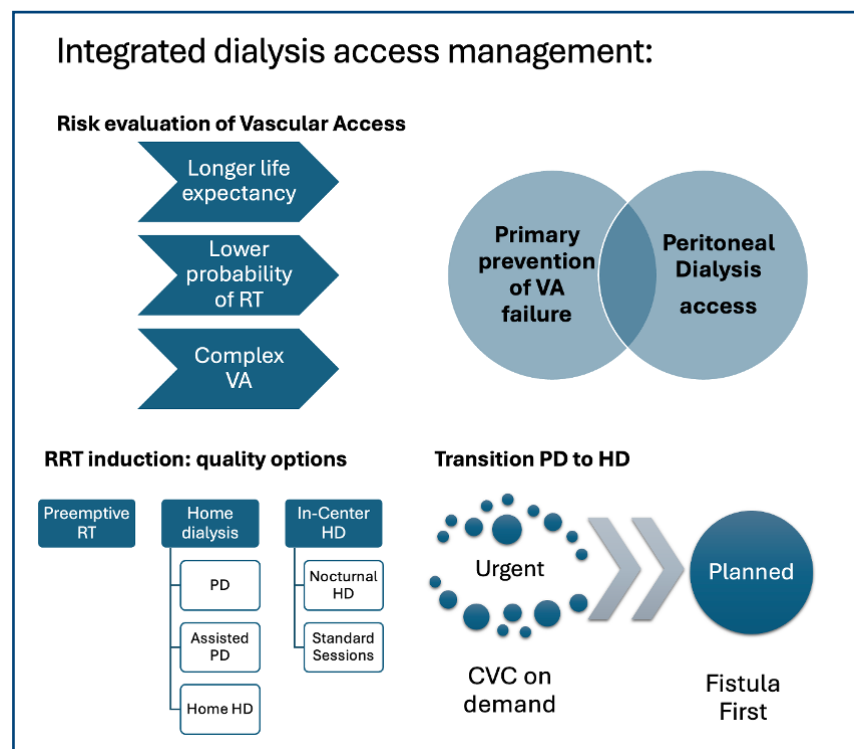 Integrated dialysis access management:
Risk evaluation of Vascular Access
Longer life
expectancy
Lower
probability
of RT
Complex
VA
Primary
prevention
of VA
failure
Peritoneal
Dialysis
access
RRT induction: quality options
Preemptive
RT
Home
dialysis
PD
Assisted
PD
Home HD
In-Center
HD
Nocturnal
HD
Standard
Sessions
Transition PD to HD
Urgent
Planned
CVC on
demand
Fistula
First